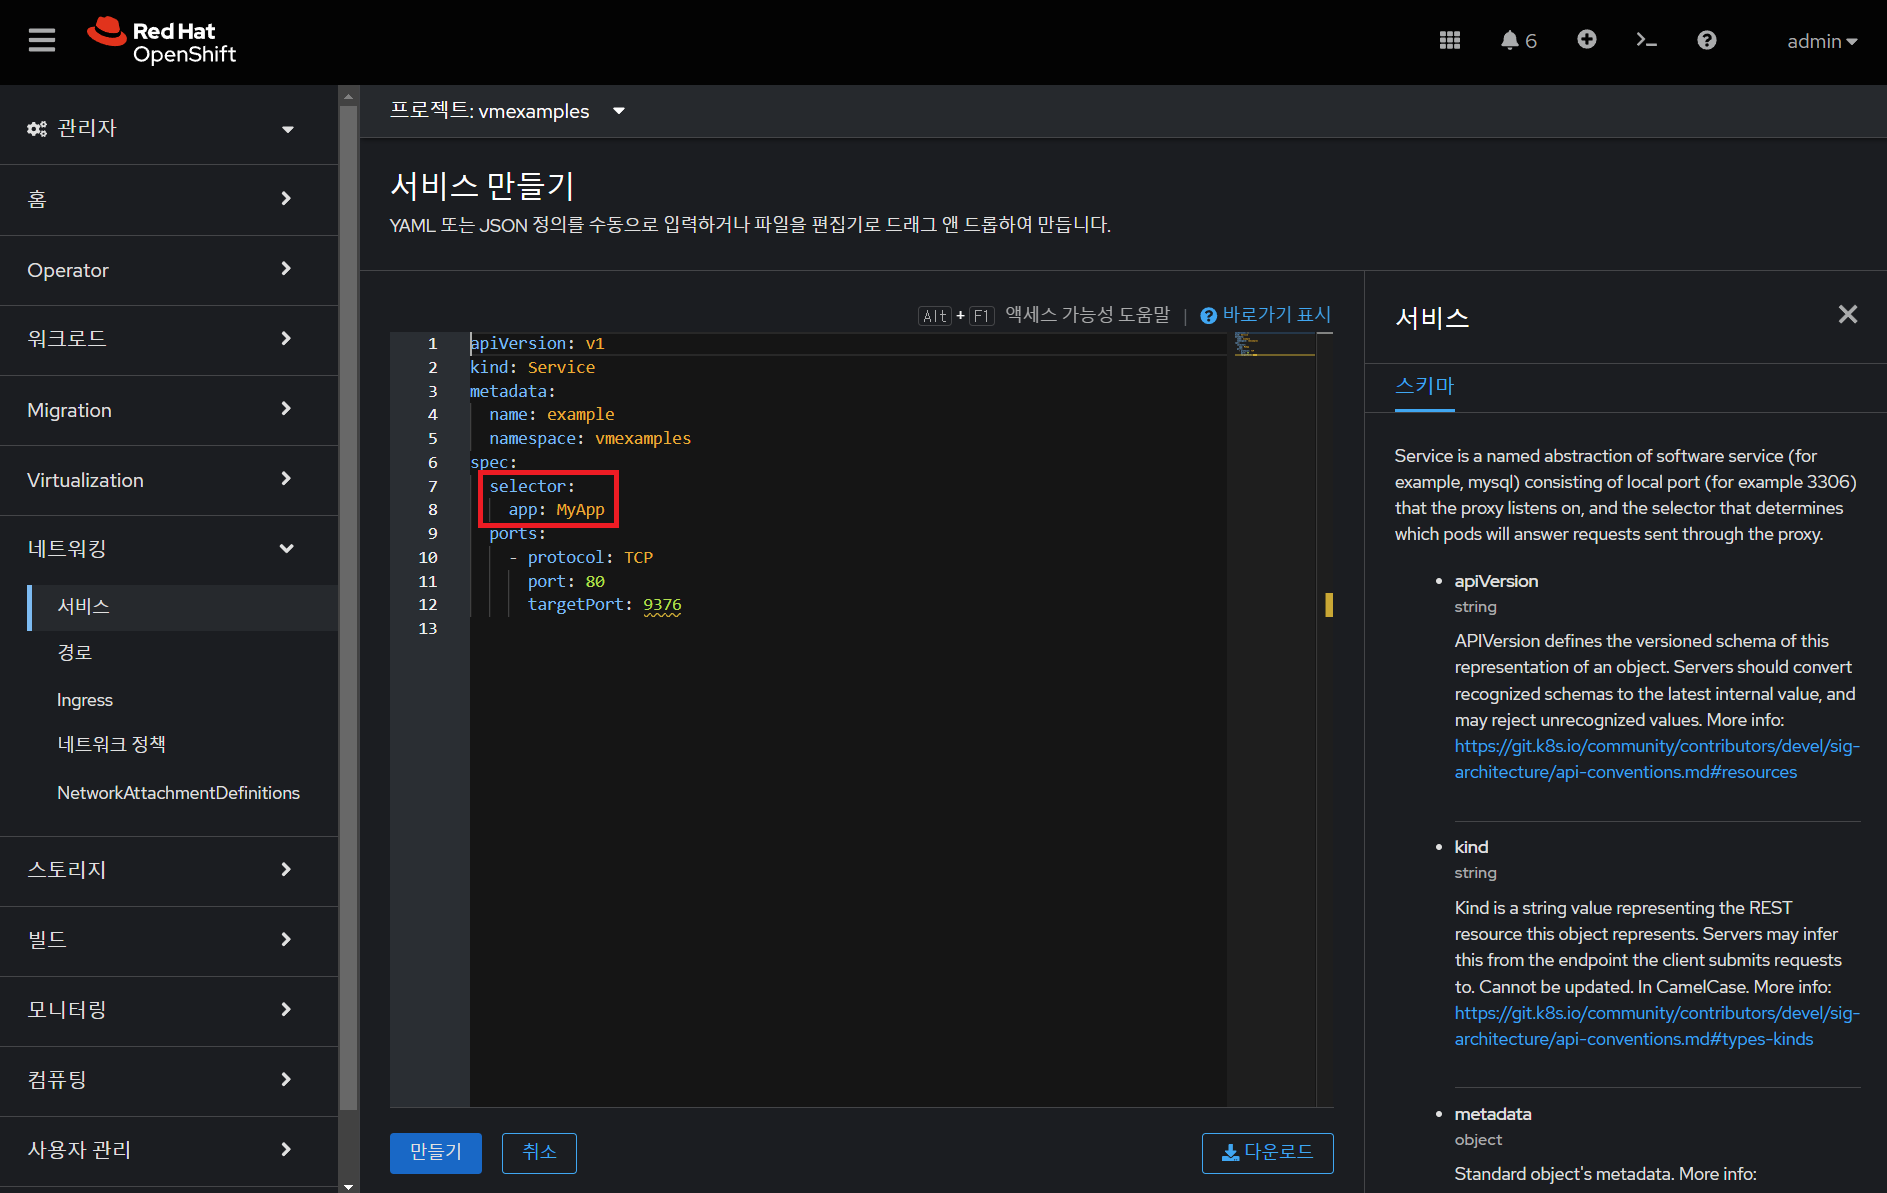 Red Hat
OpenShift
6
admin
관리자
홈
Operator
워크로드
Migration
Virtualization
네트워킹
서비스
경로
Ingress
네트워크 정책
NetworkAttachmentDefinitions
스토리지
빌드
모니터링
컴퓨팅
사용자 관리
프로젝트: vmexamples
서비스 만들기
YAML 또는 JSON 정의를 수동으로 입력하거나 파일을 편집기로 드래그 앤 드롭하여 만듭니다.
Alt + F1 액세스 가능성 도움말 | 바로가기 표시
1 apiVersion: v1
2 kind: Service
3 metadata:
4 name: example
5 namespace: vmexamples
6 spec:
7 selector:
8 app: MyApp
9 ports:
10 - protocol: TCP
11 port: 80
12 targetPort: 9376
13
만들기
취소
다운로드
서비스
스키마
Service is a named abstraction of software service (for
example, mysql) consisting of local port (for example 3306)
that the proxy listens on, and the selector that determines
which pods will answer requests sent through the proxy.
• apiVersion
string
APIVersion defines the versioned schema of this
representation of an object. Servers should convert
recognized schemas to the latest internal value, and
may reject unrecognized values. More info:
https://git.k8s.io/community/contributors/devel/sig-
architecture/api-conventions.md#resources
• kind
string
Kind is a string value representing the REST
resource this object represents. Servers may infer
this from the endpoint the client submits requests
to. Cannot be updated. In CamelCase. More info:
https://git.k8s.io/community/contributors/devel/sig-
architecture/api-conventions.md#types-kinds
• metadata
object
Standard object's metadata. More info: